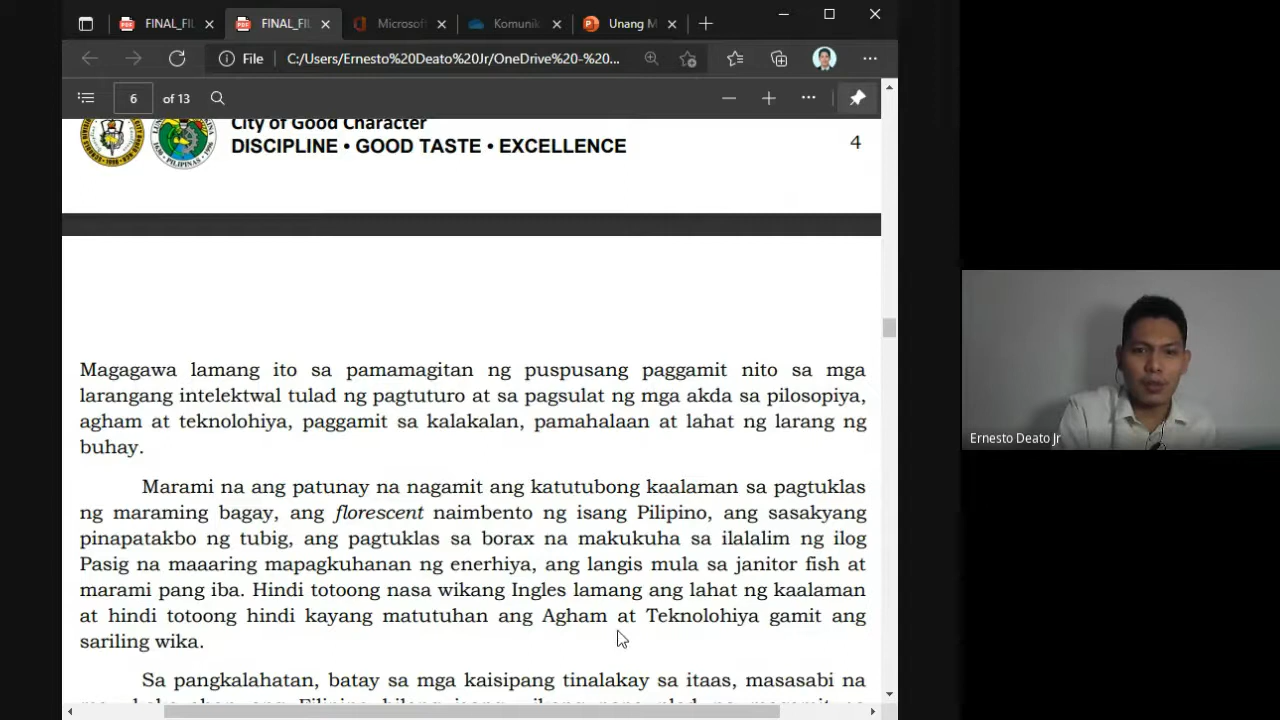 FINAL_FIL
FINAL_FIL
Microsoft
Komunik
Unang M
File
C:/Users/Ernesto%20Deato%20Jr/OneDrive%20-%20...
6 of 13
City of Good Character
DISCIPLINE • GOOD TASTE • EXCELLENCE
4
Magagawa lamang ito sa pamamagitan ng puspusang paggamit nito sa mga
larangang intelektwal tulad ng pagtuturo at sa pagsulat ng mga akda sa pilosopiya,
agham at teknolohiya, paggamit sa kalakalan, pamahalaan at lahat ng larang ng
buhay.
Marami na ang patunay na nagamit ang katutubong kaalaman sa pagtuklas
ng maraming bagay, ang florescent naimbento ng isang Pilipino, ang sasakyang
pinapatakbo ng tubig, ang pagtuklas sa borax na makukuha sa ilalalim ng ilog
Pasig na maaaring mapagkuhanan ng enerhiya, ang langis mula sa janitor fish at
marami pang iba. Hindi totoong nasa wikang Ingles lamang ang lahat ng kaalaman
at hindi totoong hindi kayang matutuhan ang Agham at Teknolohiya gamit ang
sariling wika.
Sa pangkalahatan, batay sa mga kaisipang tinalakay sa itaas, masasabi na
Ernesto Deato Jr